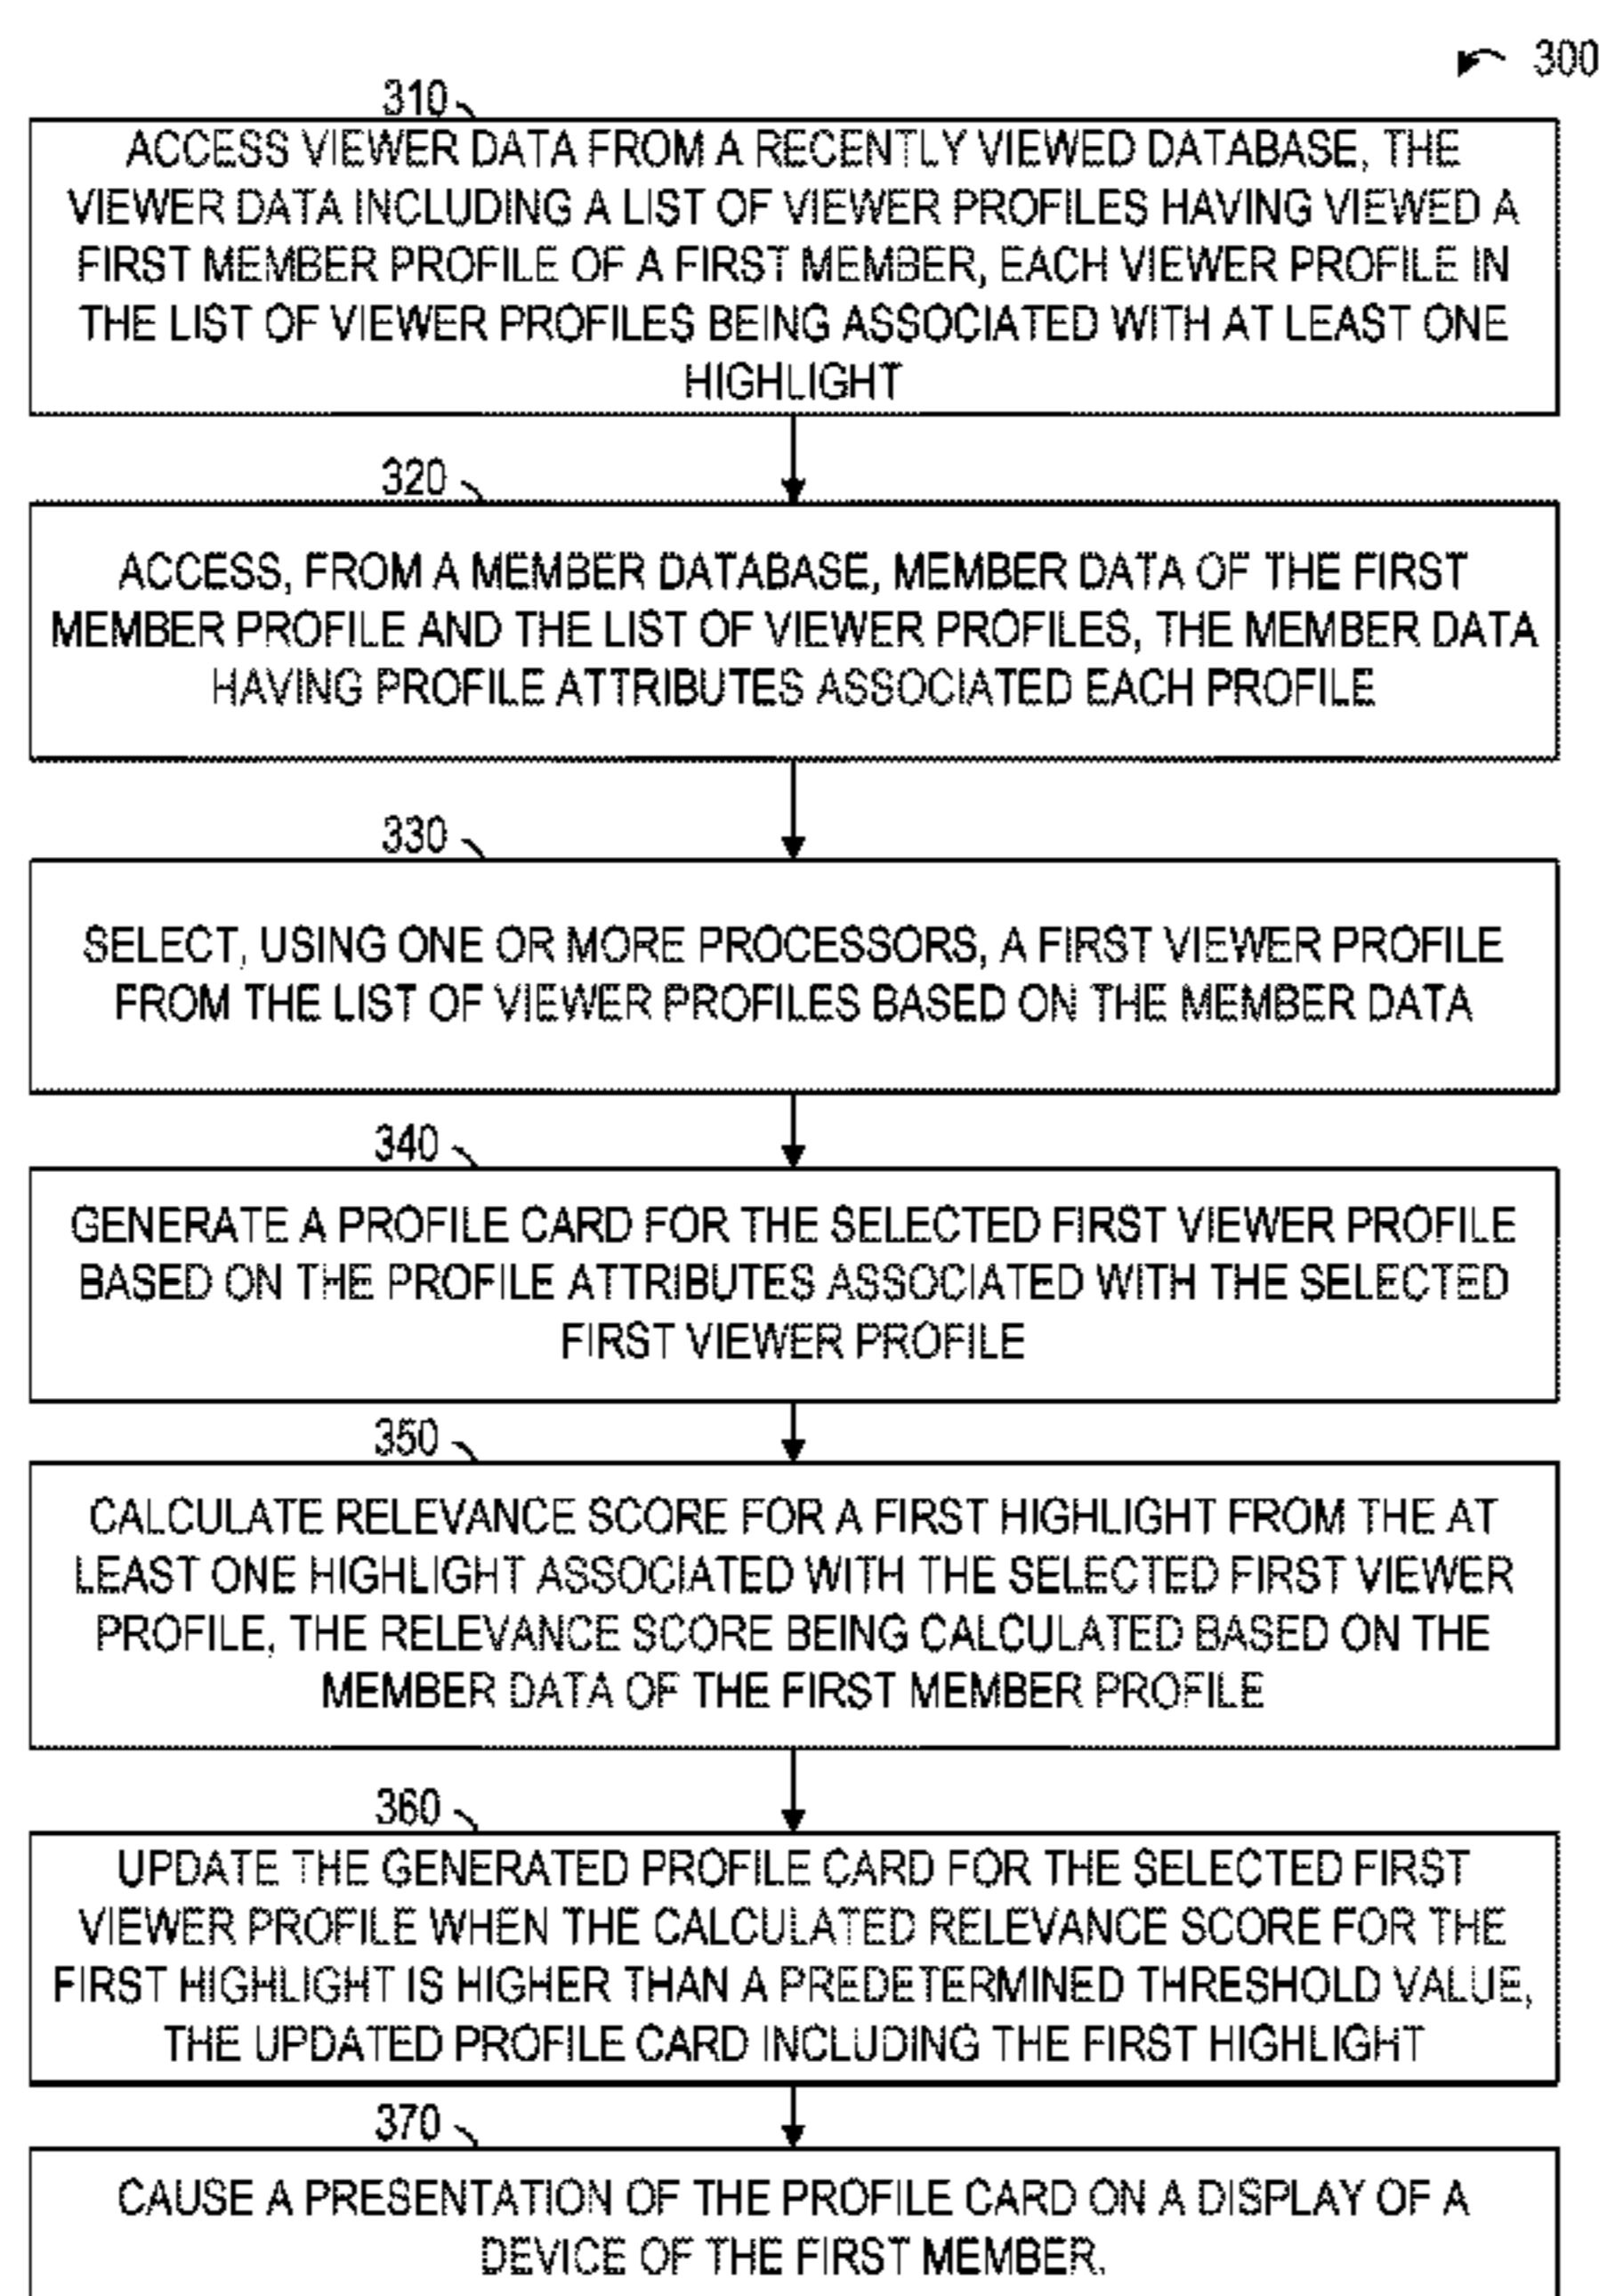 300
310
ACCESS VIEWER DATA FROM A RECENTLY VIEWED DATABASE, THE
VIEWER DATA INCLUDING A LIST OF VIEWER PROFILES HAVING VIEWED A
FIRST MEMBER PROFILE OF A FIRST MEMBER, EACH VIEWER PROFILE IN
THE LIST OF VIEWER PROFILES BEING ASSOCIATED WITH AT LEAST ONE
HIGHLIGHT
320
ACCESS, FROM A MEMBER DATABASE, MEMBER DATA OF THE FIRST
MEMBER PROFILE AND THE LIST OF VIEWER PROFILES, THE MEMBER DATA
HAVING PROFILE ATTRIBUTES ASSOCIATED EACH PROFILE
330
SELECT, USING ONE OR MORE PROCESSORS, A FIRST VIEWER PROFILE
FROM THE LIST OF VIEWER PROFILES BASED ON THE MEMBER DATA
340
GENERATE A PROFILE CARD FOR THE SELECTED FIRST VIEWER PROFILE
BASED ON THE PROFILE ATTRIBUTES ASSOCIATED WITH THE SELECTED
FIRST VIEWER PROFILE
350
CALCULATE RELEVANCE SCORE FOR A FIRST HIGHLIGHT FROM THE AT
LEAST ONE HIGHLIGHT ASSOCIATED WITH THE SELECTED FIRST VIEWER
PROFILE, THE RELEVANCE SCORE BEING CALCULATED BASED ON THE
MEMBER DATA OF THE FIRST MEMBER PROFILE
360
UPDATE THE GENERATED PROFILE CARD FOR THE SELECTED FIRST
VIEWER PROFILE WHEN THE CALCULATED RELEVANCE SCORE FOR THE
FIRST HIGHLIGHT IS HIGHER THAN A PREDETERMINED THRESHOLD VALUE,
THE UPDATED PROFILE CARD INCLUDING THE FIRST HIGHLIGHT
370
CAUSE A PRESENTATION OF THE PROFILE CARD ON A DISPLAY OF A
DEVICE OF THE FIRST MEMBER.